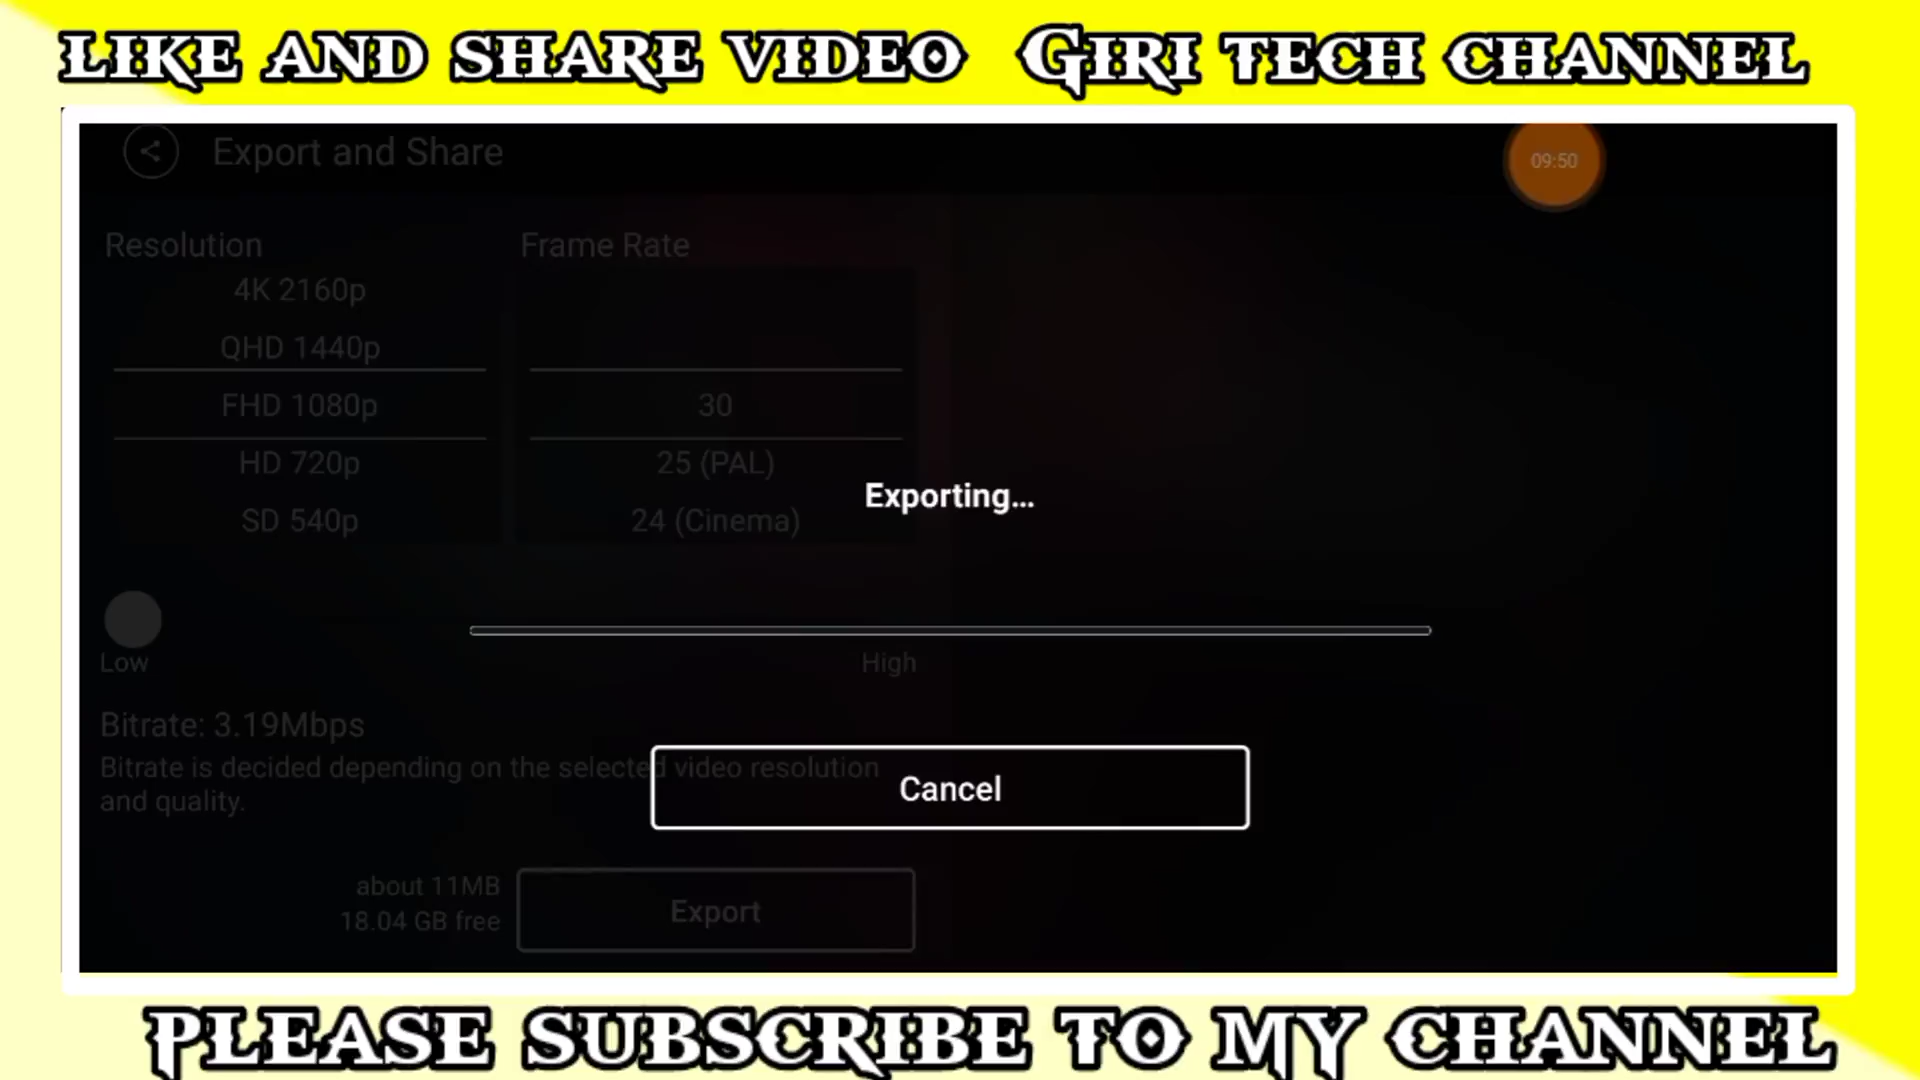 LIKE AND SHARE VIDEO GIRI TECH CHANNEL
Export and Share
09:50
Resolution
Frame Rate
4K 2160p
QHD 1440p
FHD 1080p
30
HD 720p
25 (PAL)
SD 540p
24 (Cinema)
Exporting...
Low
High
Bitrate: 3.19Mbps
Bitrate is decided depending on the selected video resolution
and quality.
Cancel
about 11MB
18.04 GB free
Export
PLEASE SUBSCRIBE TO MY CHANNEL